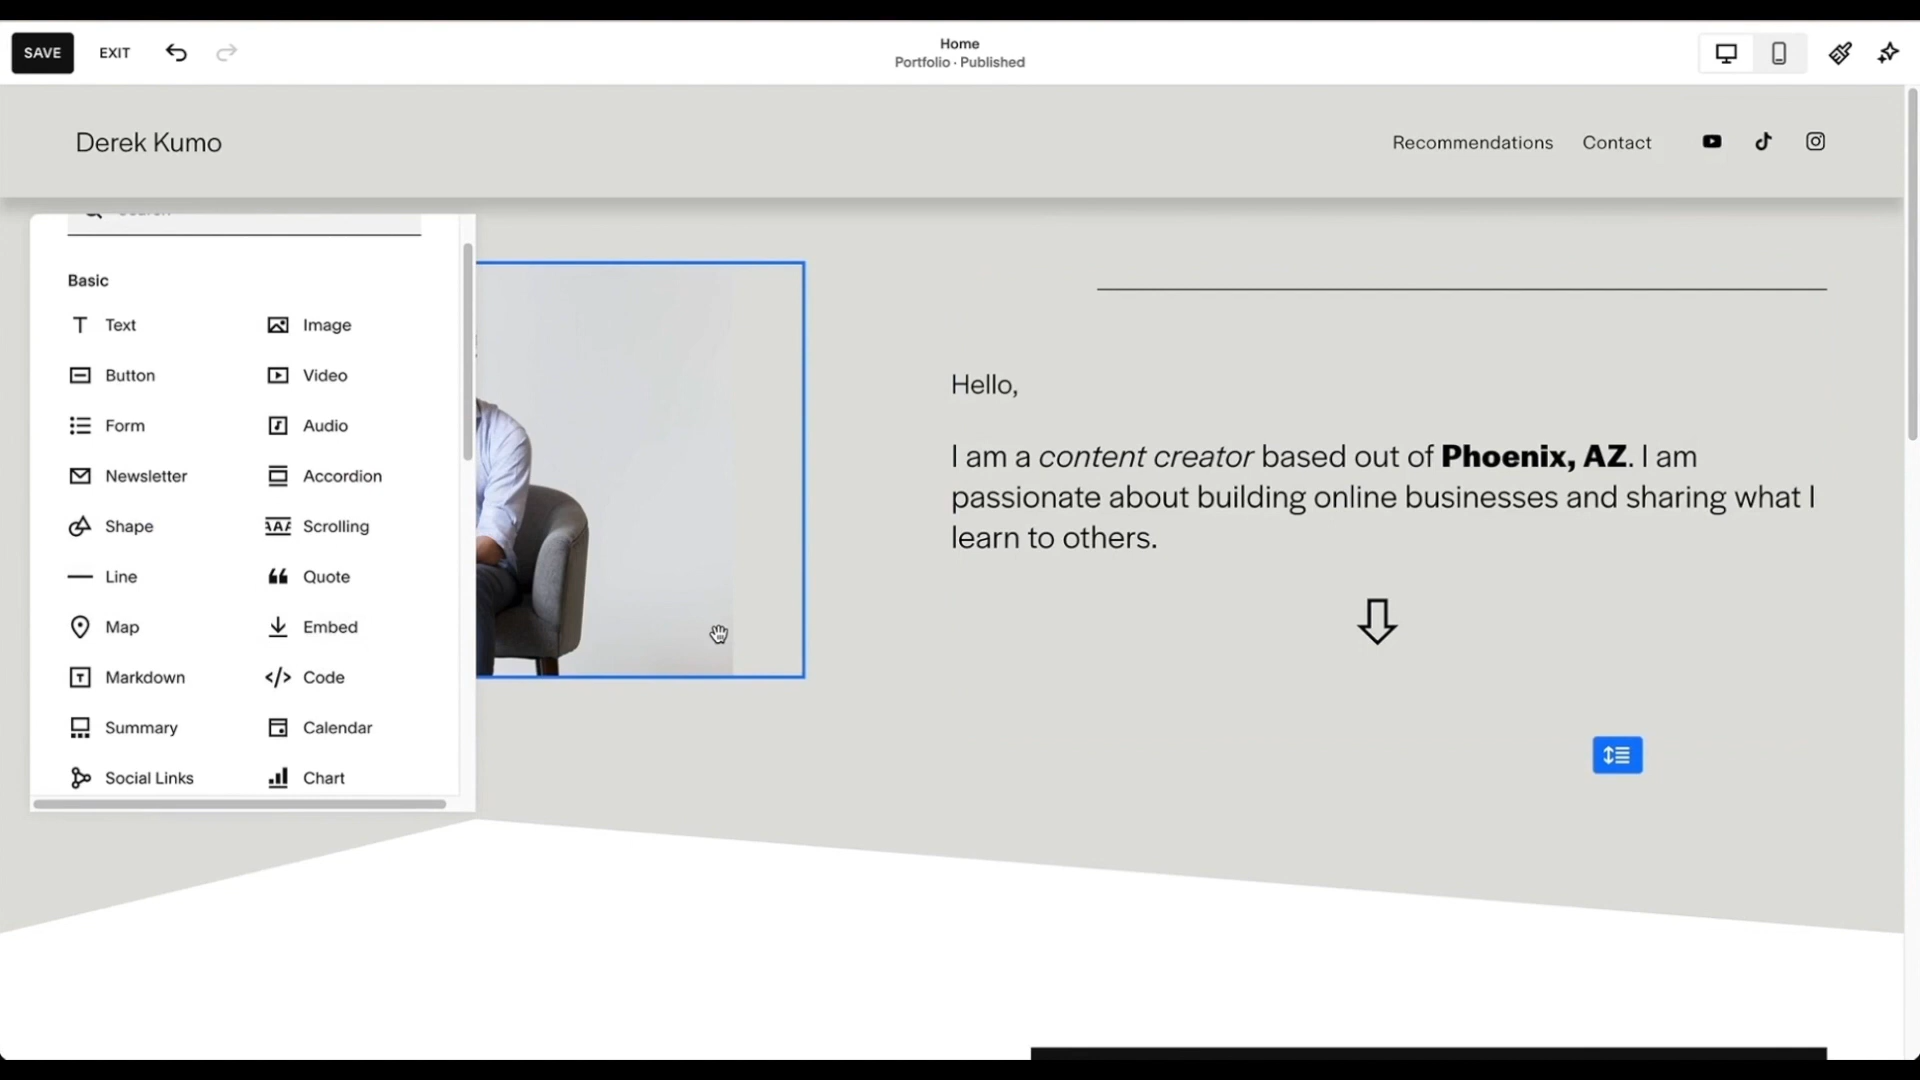 SAVE
EXIT
Home
Portfolio · Published
Derek Kumo
Recommendations
Contact
Basic
Text
Image
Button
Video
Form
Audio
Newsletter
Accordion
Shape
Scrolling
Line
Quote
Map
Embed
Markdown
Code
Summary
Calendar
Social Links
Chart
Hello,
I am a content creator based out of Phoenix, AZ. I am
passionate about building online businesses and sharing what I
learn to others.